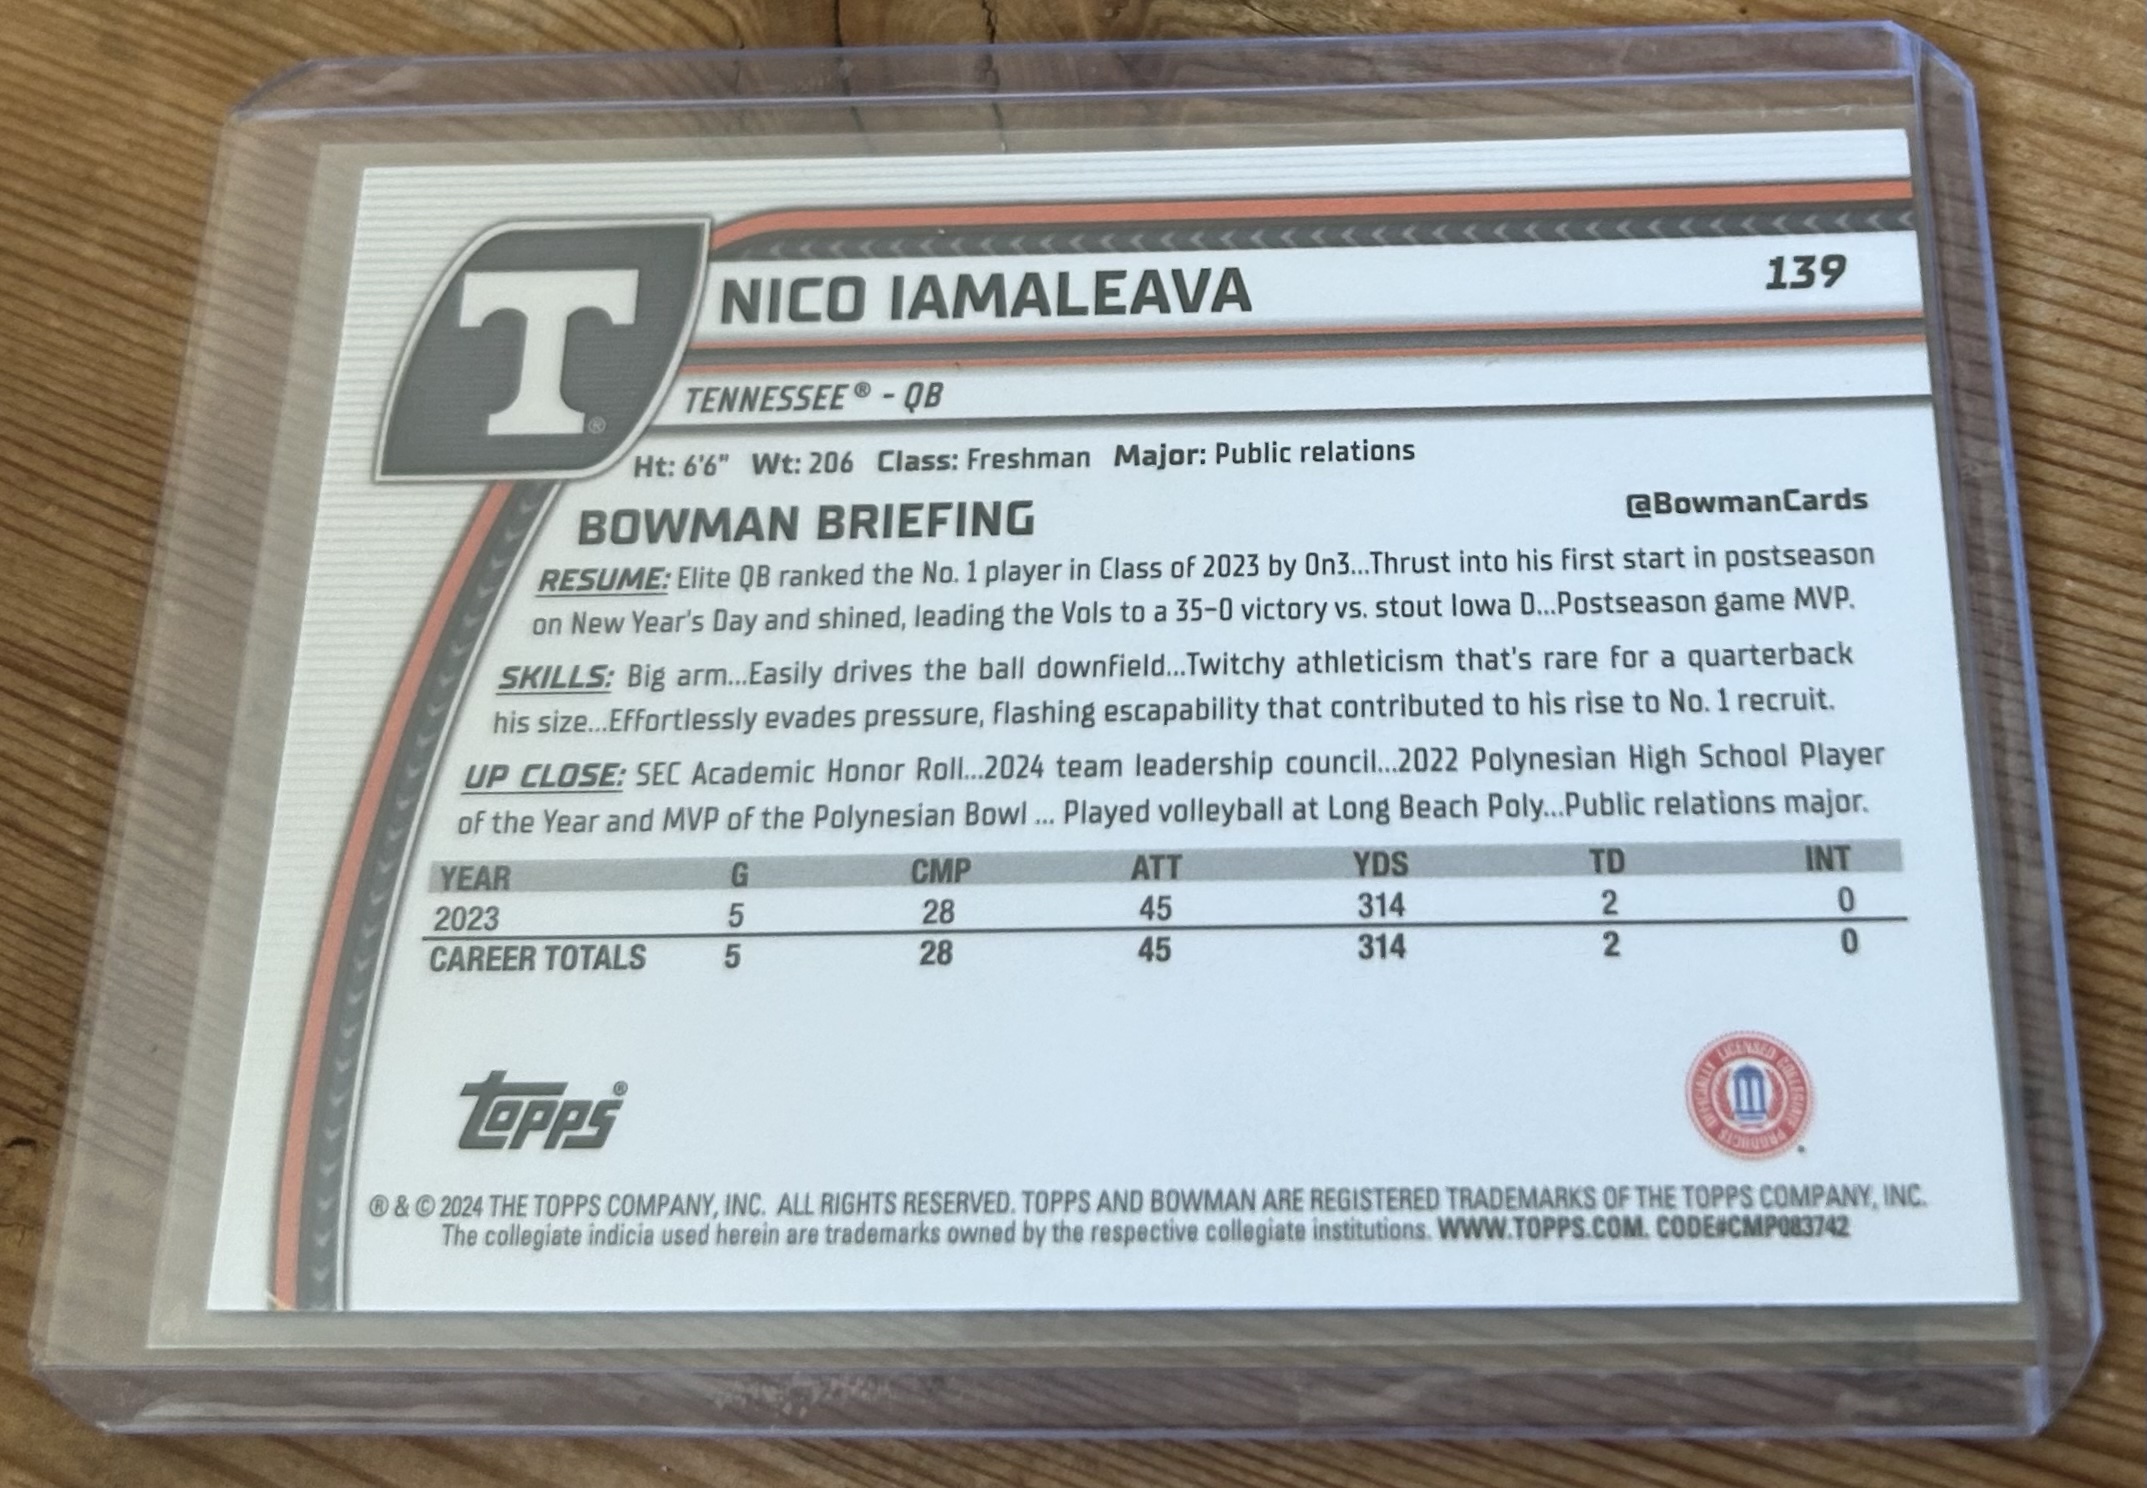 T®
NICO IAMALEAVA
139
TENNESSEE® - QB
Ht: 6'6" Wt: 206 Class: Freshman Major: Public relations
BOWMAN BRIEFING
@BowmanCards
RESUME: Elite QB ranked the No. 1 player in Class of 2023 by On3...Thrust into his first start in postseason
on New Year's Day and shined, leading the Vols to a 35-0 victory vs. stout Iowa D...Postseason game MVP.
SKILLS: Big arm...Easily drives the ball downfield...Twitchy athleticism that's rare for a quarterback
his size...Effortlessly evades pressure, flashing escapability that contributed to his rise to No. 1 recruit.
UP CLOSE: SEC Academic Honor Roll...2024 team leadership council...2022 Polynesian High School Player
of the Year and MVP of the Polynesian Bowl ... Played volleyball at Long Beach Poly...Public relations major.
YEAR G CMP ATT YDS TD INT
2023 5 28 45 314 2 0
CAREER TOTALS 5 28 45 314 2 0
Topps®
OFFICIALLY LICENSED COLLEGIATE PRODUCTS
® & © 2024 THE TOPPS COMPANY, INC. ALL RIGHTS RESERVED. TOPPS AND BOWMAN ARE REGISTERED TRADEMARKS OF THE TOPPS COMPANY, INC.
The collegiate indicia used herein are trademarks owned by the respective collegiate institutions. WWW.TOPPS.COM. CODE#CMP083742